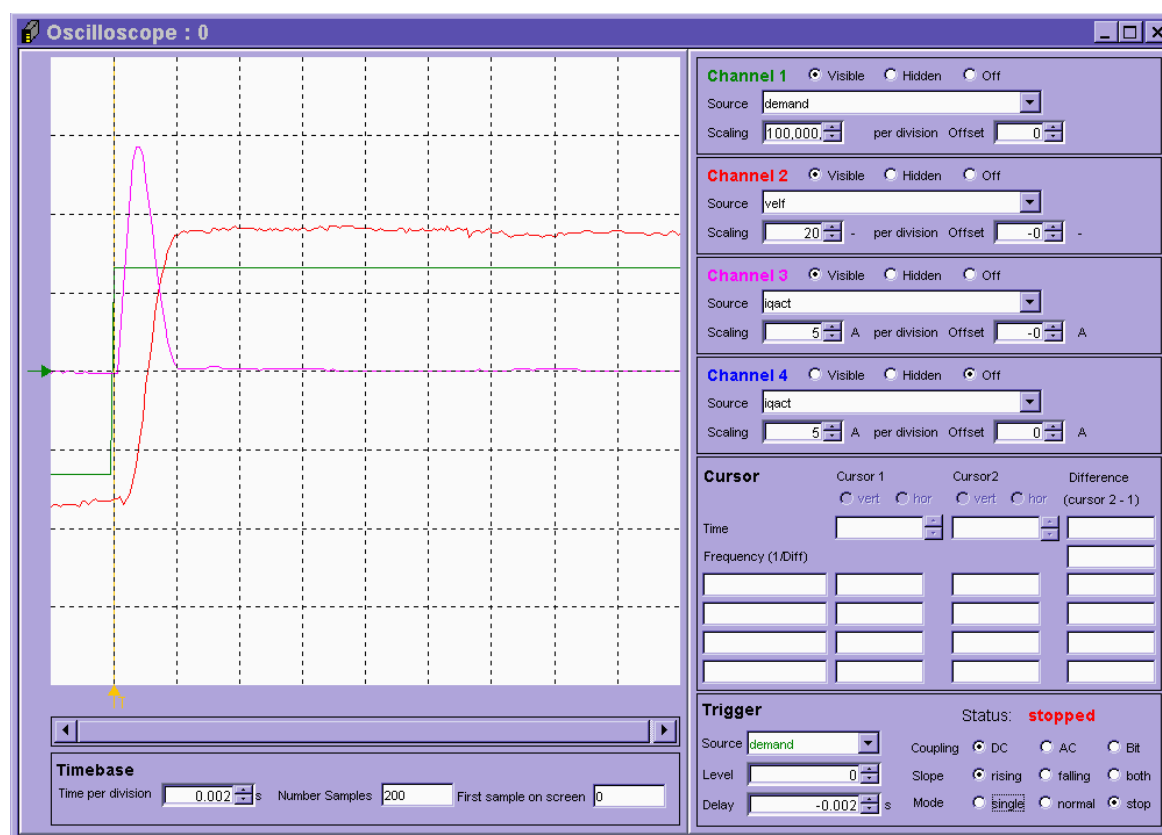 Oscilloscope : 0
Channel 1 Visible Hidden Off
Source demand
Scaling 100,000, per division Offset 0
Channel 2 Visible Hidden Off
Source velf
Scaling 20 - per division Offset -0 -
Channel 3 Visible Hidden Off
Source iqact
Scaling 5 A per division Offset -0 A
Channel 4 Visible Hidden Off
Source iqact
Scaling 5 A per division Offset 0 A
Cursor Cursor 1 Cursor2 Difference
vert hor vert hor (cursor 2 - 1)
Time
Frequency (1/Diff)
T
Timebase
Time per division 0.002 s Number Samples 200 First sample on screen 0
Trigger Status: stopped
Source demand Coupling DC AC Bit
Level 0 Slope rising falling both
Delay -0.002 s Mode single normal stop